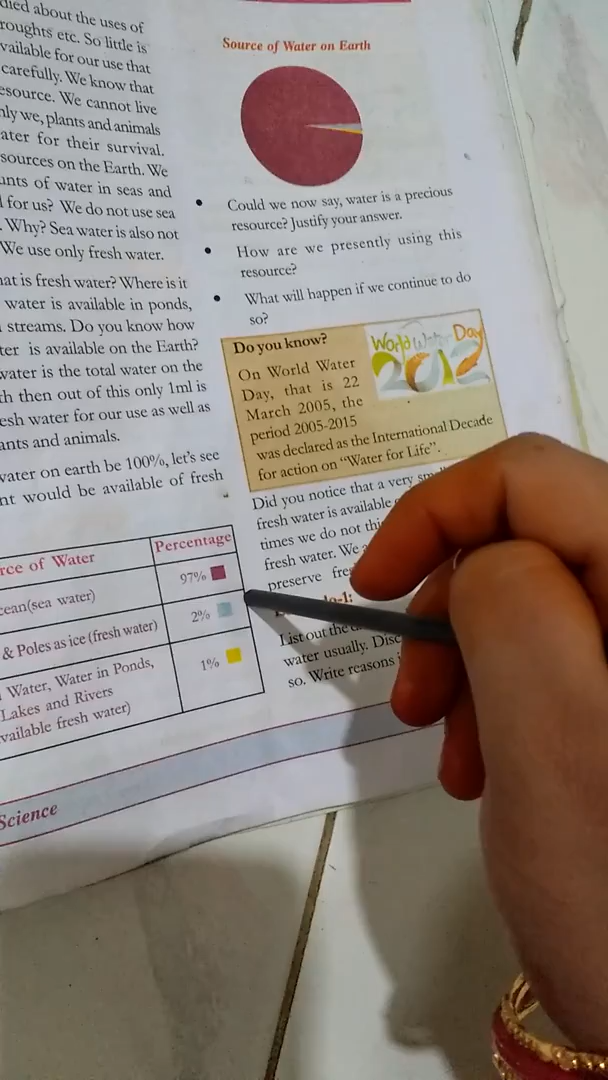 died about the uses of
roughts etc. So little is
vailable for our use that
carefully. We know that
esource. We cannot live
nly we, plants and animals
ater for their survival.
sources on the Earth. We
unts of water in seas and
for us? We do not use sea
. Why? Sea water is also not
We use only fresh water.
hat is fresh water? Where is it
water is available in ponds,
streams. Do you know how
ter is available on the Earth?
water is the total water on the
th then out of this only 1ml is
esh water for our use as well as
ants and animals.
water on earth be 100%, let's see
nt would be available of fresh
rce of Water Percentage
cean(sea water) 97%
& Poles as ice (fresh water) 2%
Water, Water in Ponds, 1%
Lakes and Rivers
vailable fresh water)
Science
Source of Water on Earth
• Could we now say, water is a precious
resource? Justify your answer.
• How are we presently using this
resource?
• What will happen if we continue to do
so?
Do you know?
World Water Day
2012
On World Water
Day, that is 22
March 2005, the
period 2005-2015
was declared as the International Decade
for action on "Water for Life".
Did you notice that a very
fresh water is available
times we do not
fresh water. We
preserve
List out the
water usually.
so. Write reasons